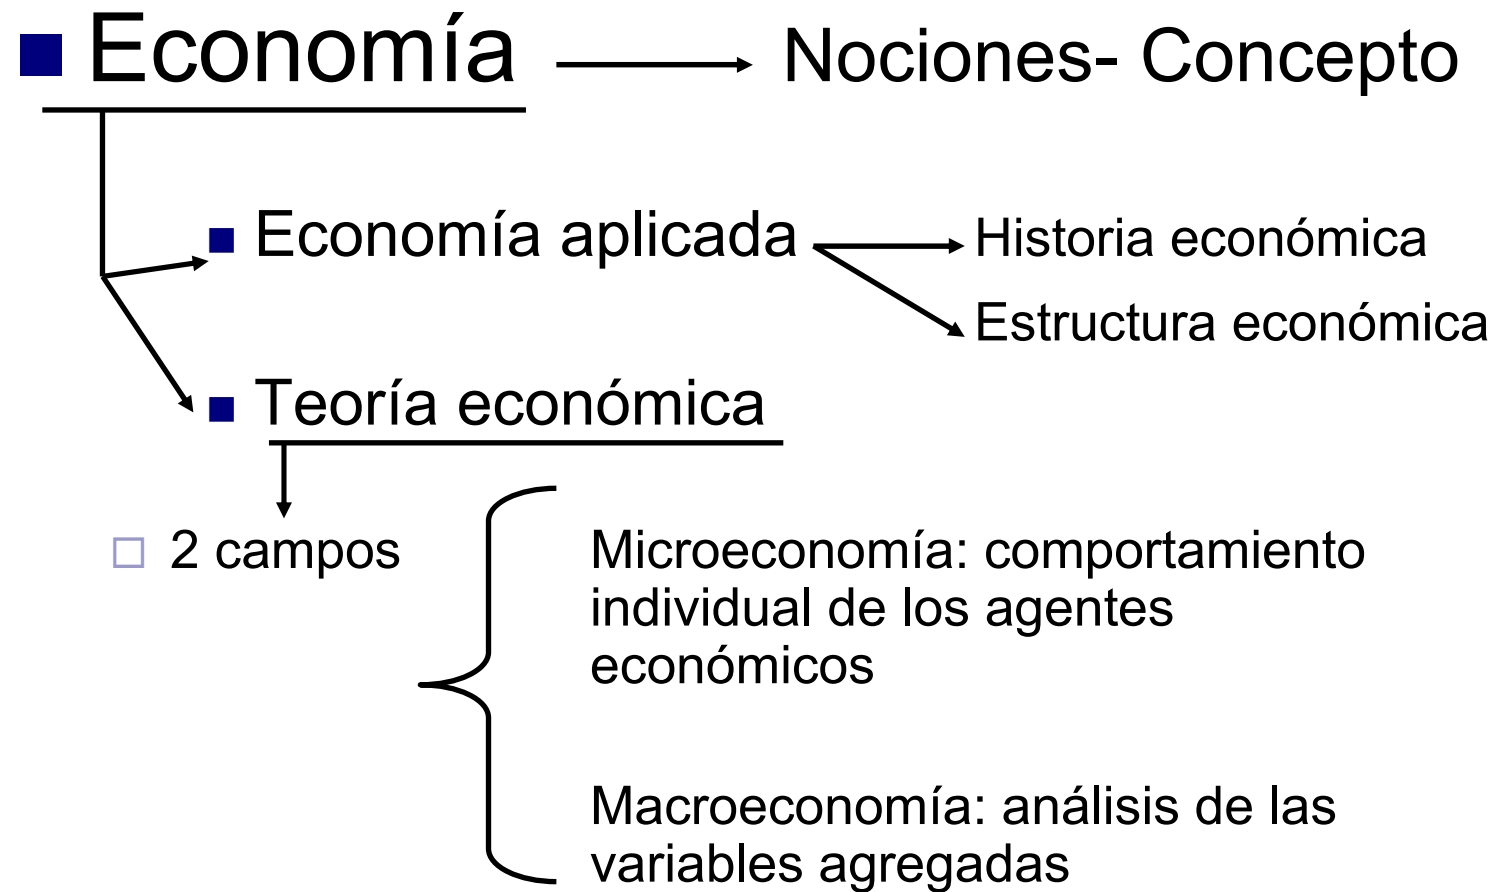 Economía
Nociones- Concepto
Economía aplicada
Historia económica
Estructura económica
Teoría económica
2 campos
Microeconomía: comportamiento
individual de los agentes
económicos
Macroeconomía: análisis de las
variables agregadas